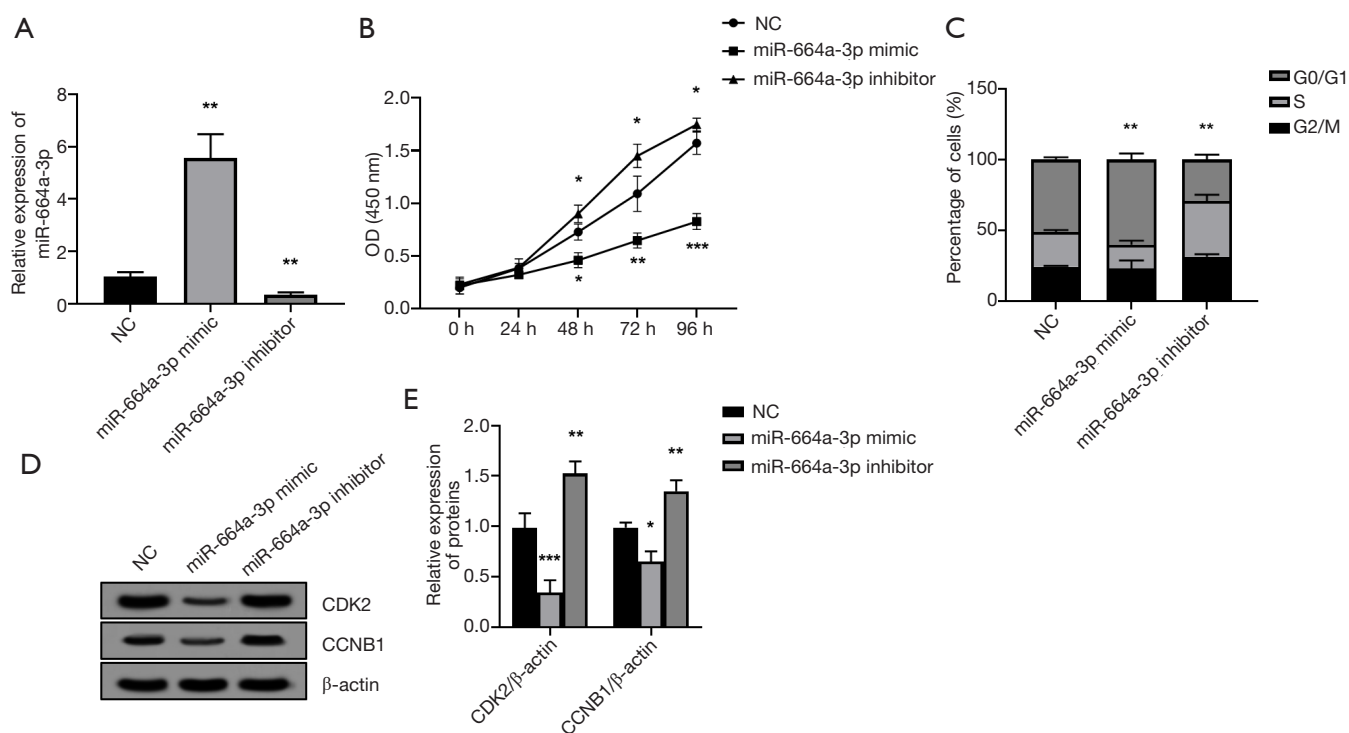 A
Relative expression of
miR-664a-3p
8
6
4
2
0
**
**
NC
miR-664a-3p mimic
miR-664a-3p inhibitor
B
NC
miR-664a-3p mimic
miR-664a-3p inhibitor
OD (450 nm)
2.0
1.5
1.0
0.5
0.0
*
*
*
*
**
***
0 h
24 h
48 h
72 h
96 h
C
G0/G1
S
G2/M
Percentage of cells (%)
150
100
50
0
**
**
NC
miR-664a-3p mimic
miR-664a-3p inhibitor
D
NC
miR-664a-3p mimic
miR-664a-3p inhibitor
CDK2
CCNB1
β-actin
E
NC
miR-664a-3p mimic
miR-664a-3p inhibitor
Relative expression
of proteins
2.0
1.5
1.0
0.5
0.0
***
**
*
**
CDK2/β-actin
CCNB1/β-actin